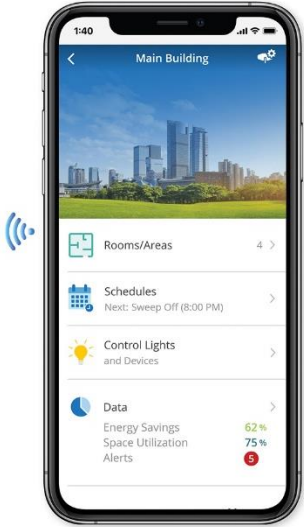 1:40
Main Building
Rooms/Areas 4
Schedules
Next: Sweep Off (8:00 PM)
Control Lights
and Devices
Data
Energy Savings 62%
Space Utilization 75%
Alerts 5